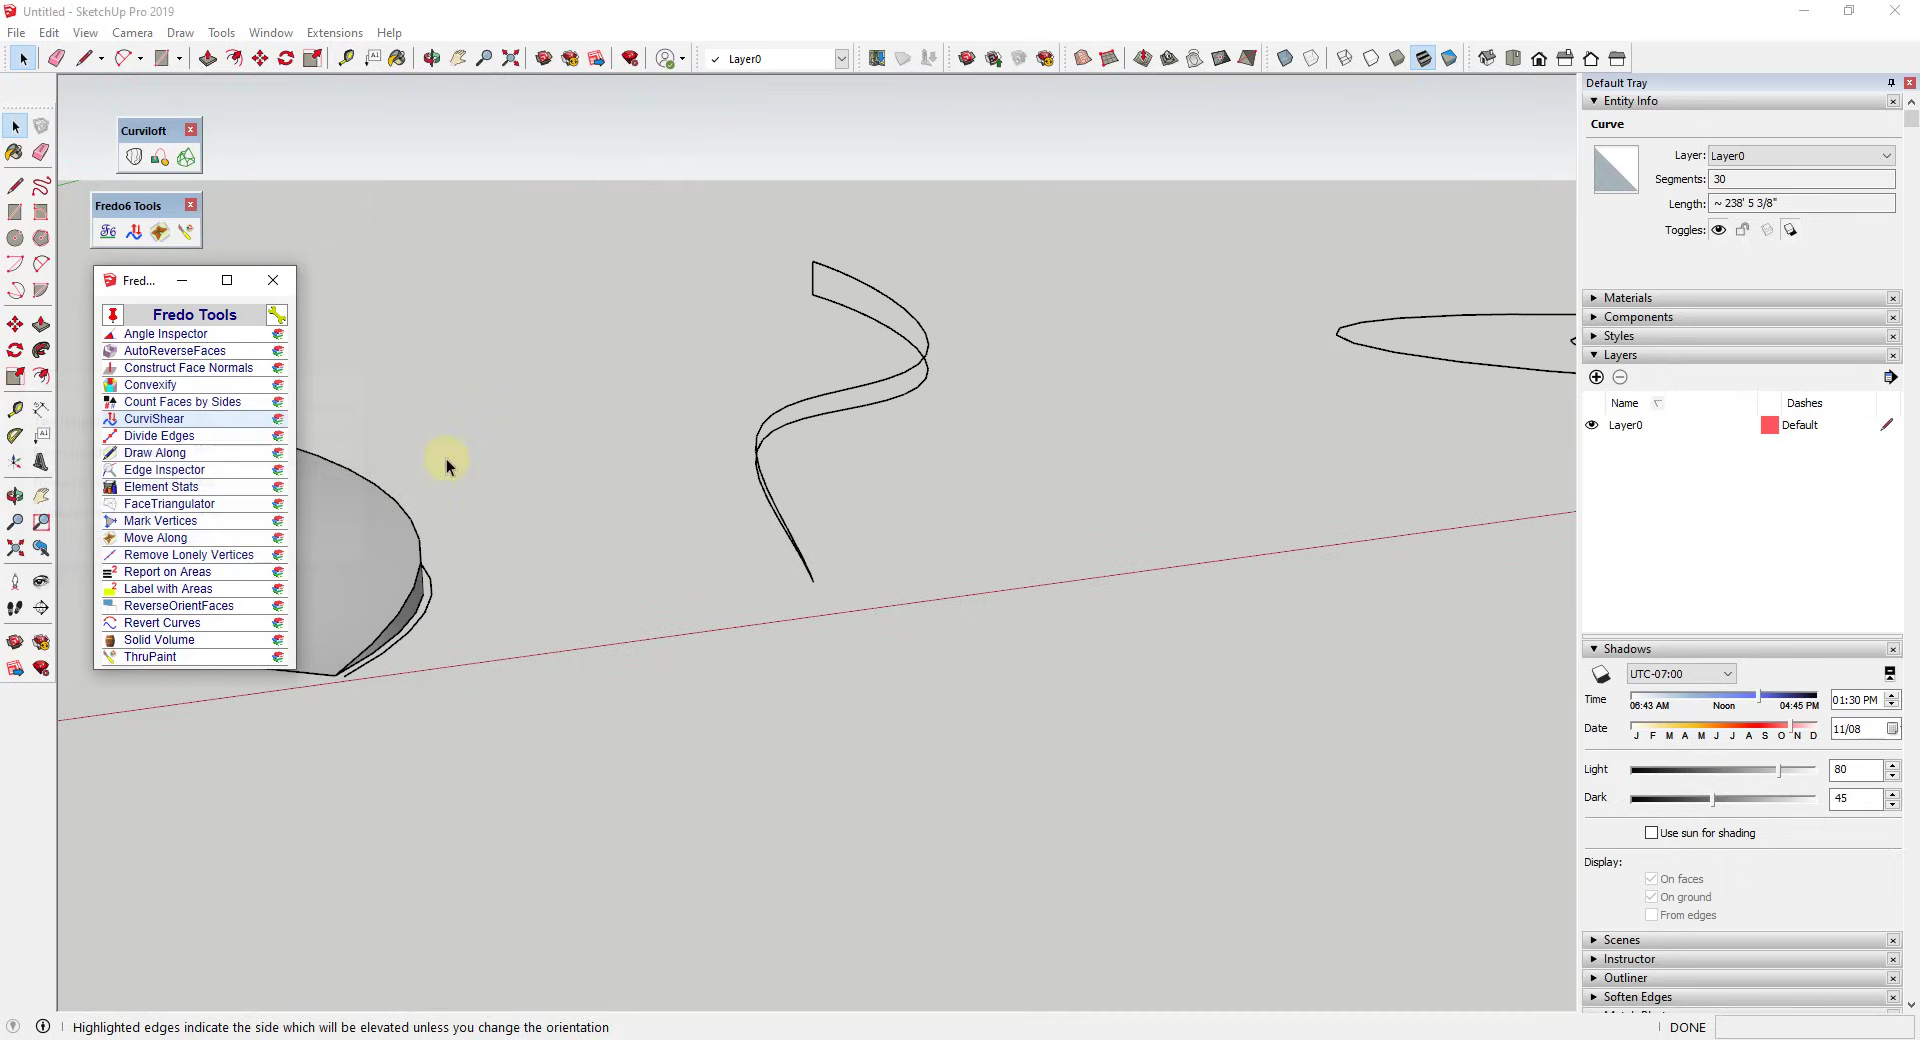 Untitled - SketchUp Pro 2019
File Edit View Camera Draw Tools Window Extensions Help
Layer0
Default Tray
Entity Info
Curve
Layer: Layer0
Segments: 30
Length: ~ 238' 5 3/8"
Toggles:
Materials
Components
Styles
Layers
Name Dashes
Layer0 Default
Shadows
UTC-07:00
Time 01:30 PM
06:43 AM Noon 04:45 PM
Date 11/08
J F M A M J J A S O N D
Light 80
Dark 45
Use sun for shading
Display:
On faces
On ground
From edges
Scenes
Instructor
Outliner
Soften Edges
Curviloft
Fredo6 Tools
Fred...
Fredo Tools
Angle Inspector
AutoReverseFaces
Construct Face Normals
Convexify
Count Faces by Sides
CurviShear
Divide Edges
Draw Along
Edge Inspector
Element Stats
FaceTriangulator
Mark Vertices
Move Along
Remove Lonely Vertices
Report on Areas
Label with Areas
ReverseOrientFaces
Revert Curves
Solid Volume
ThruPaint
Highlighted edges indicate the side which will be elevated unless you change the orientation
DONE